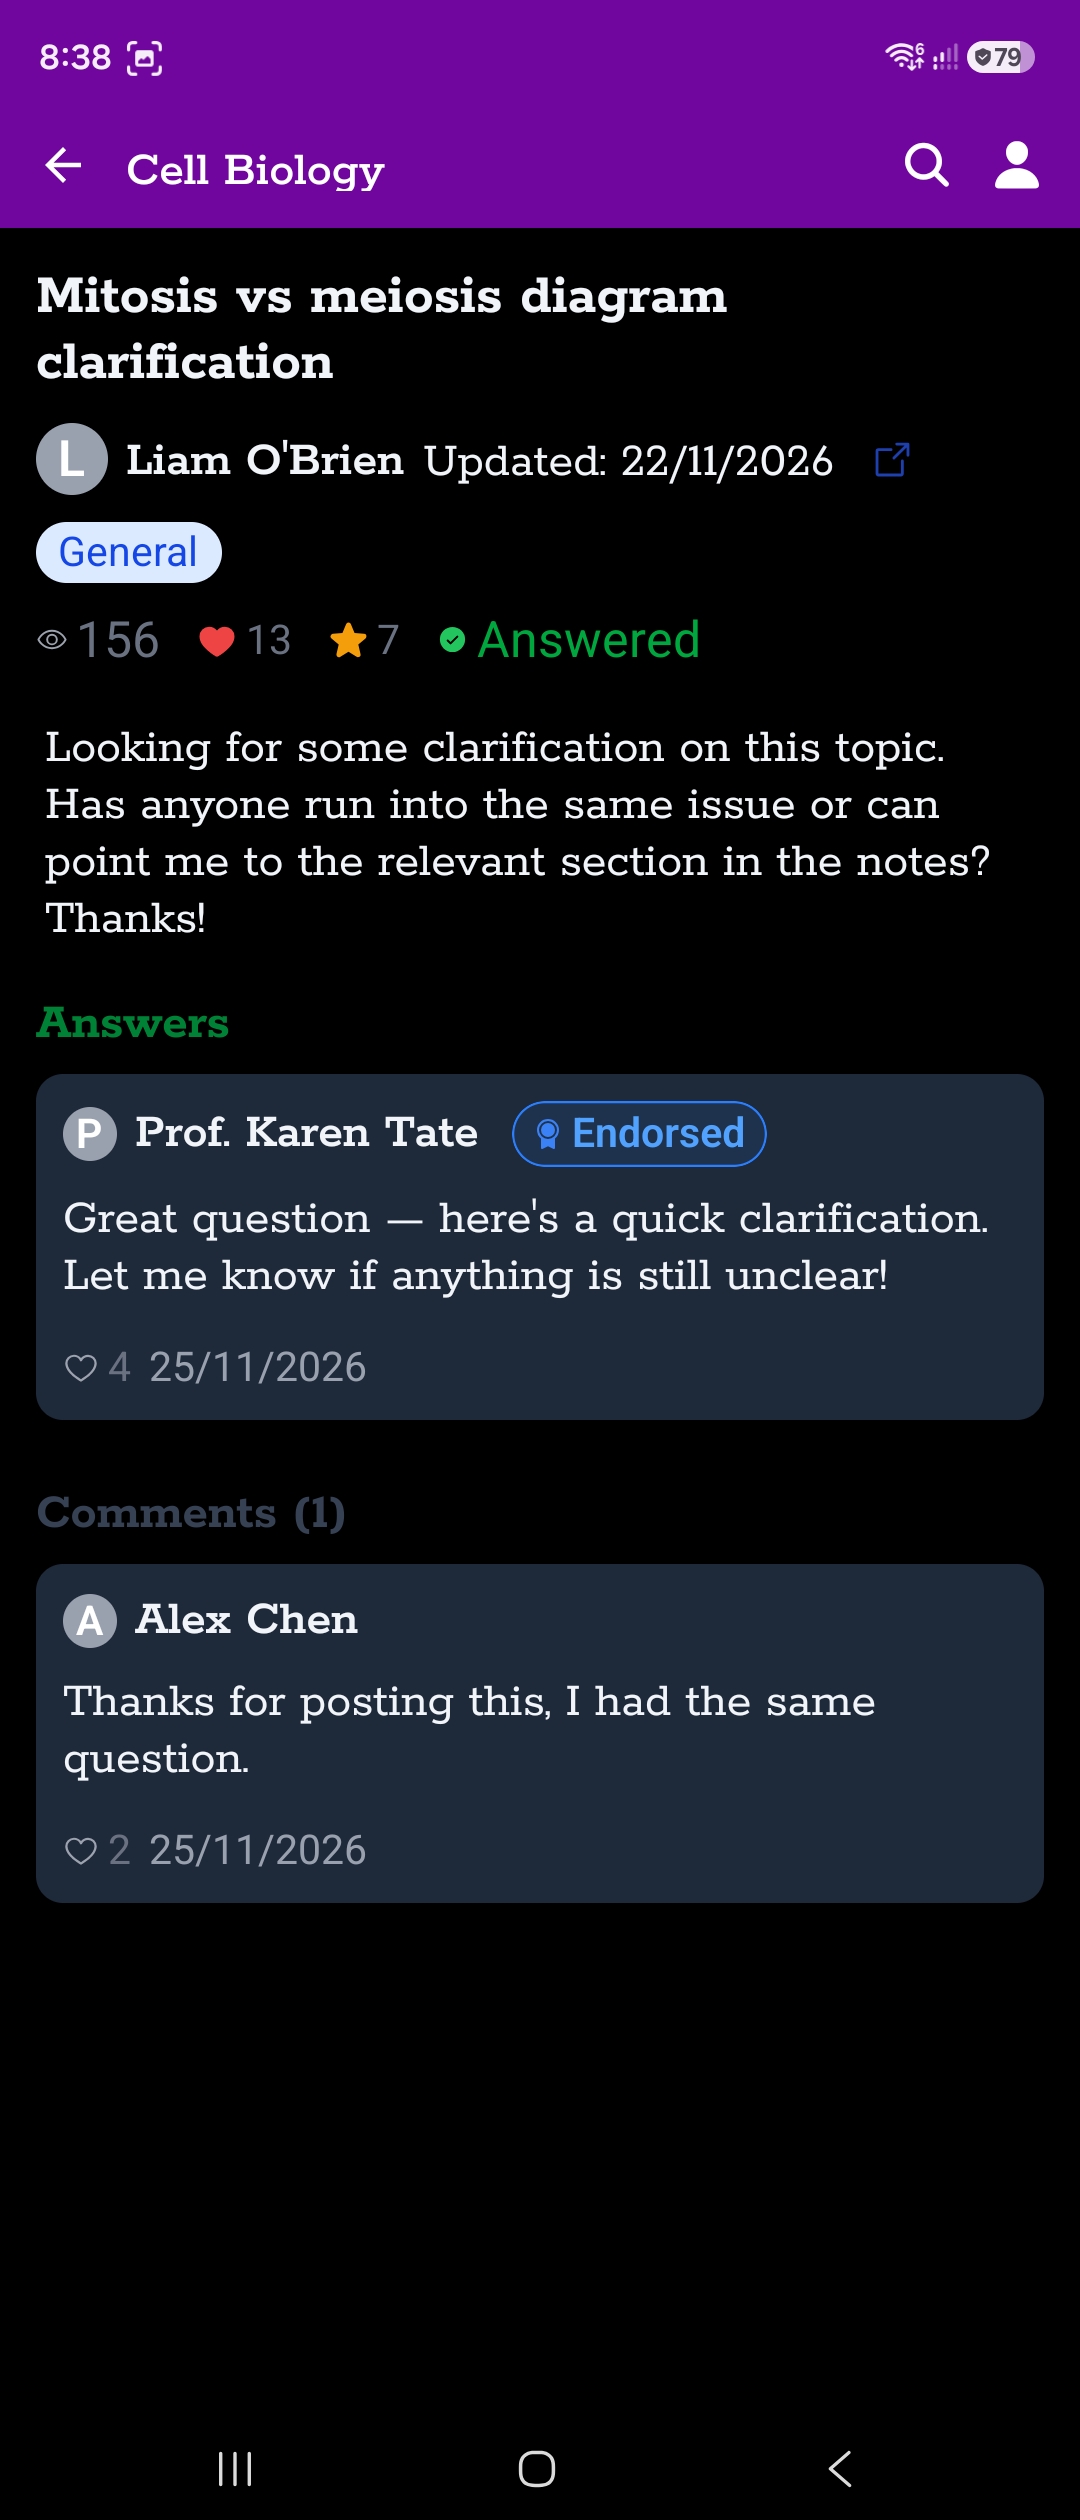 8:38
6
79
Cell Biology
Mitosis vs meiosis diagram
clarification
L Liam O'Brien Updated: 22/11/2026
General
156 13 7 Answered
Looking for some clarification on this topic.
Has anyone run into the same issue or can
point me to the relevant section in the notes?
Thanks!
Answers
P Prof. Karen Tate Endorsed
Great question — here's a quick clarification.
Let me know if anything is still unclear!
4 25/11/2026
Comments (1)
A Alex Chen
Thanks for posting this, I had the same
question.
2 25/11/2026